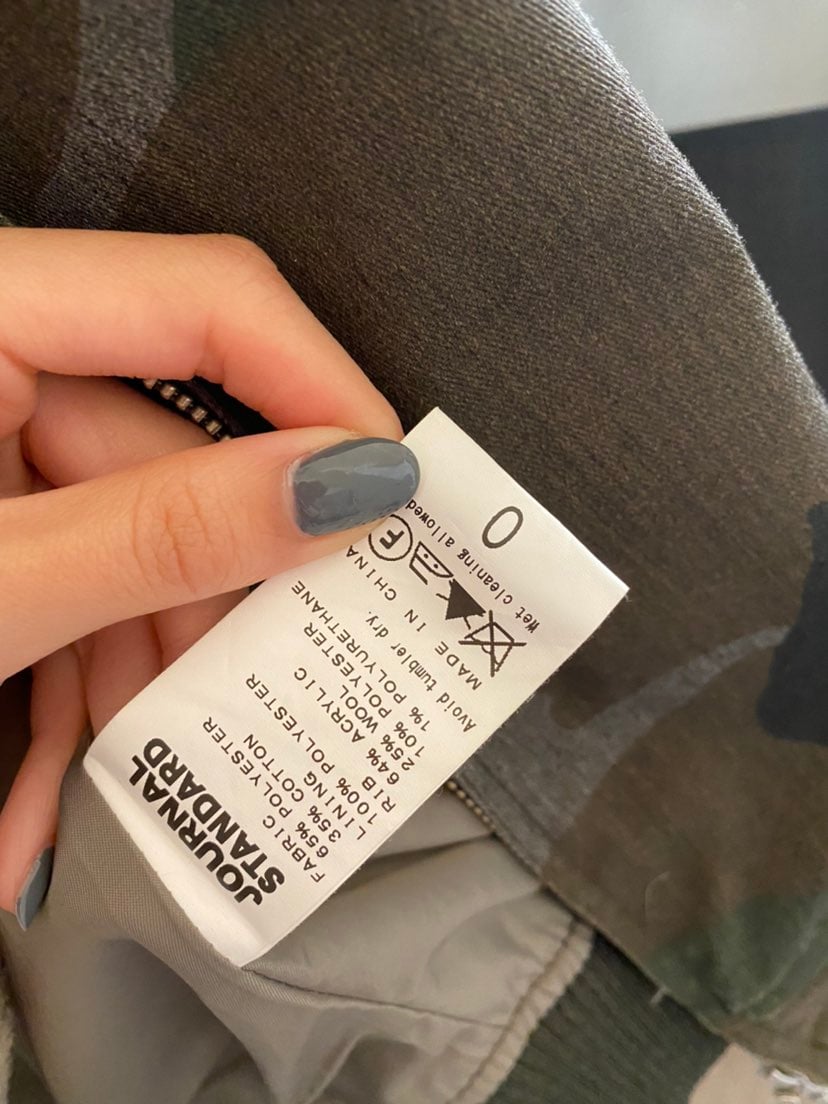 JOURNAL
STANDARD
FABRIC
65% POLYESTER
35% COTTON
LINING
100% POLYESTER
RIB
64% ACRYLIC
25% WOOL
10% POLYESTER
1% POLYURETHANE
Avoid tumbler dry.
MADE IN CHINA
F
Wet cleaning allowed
0